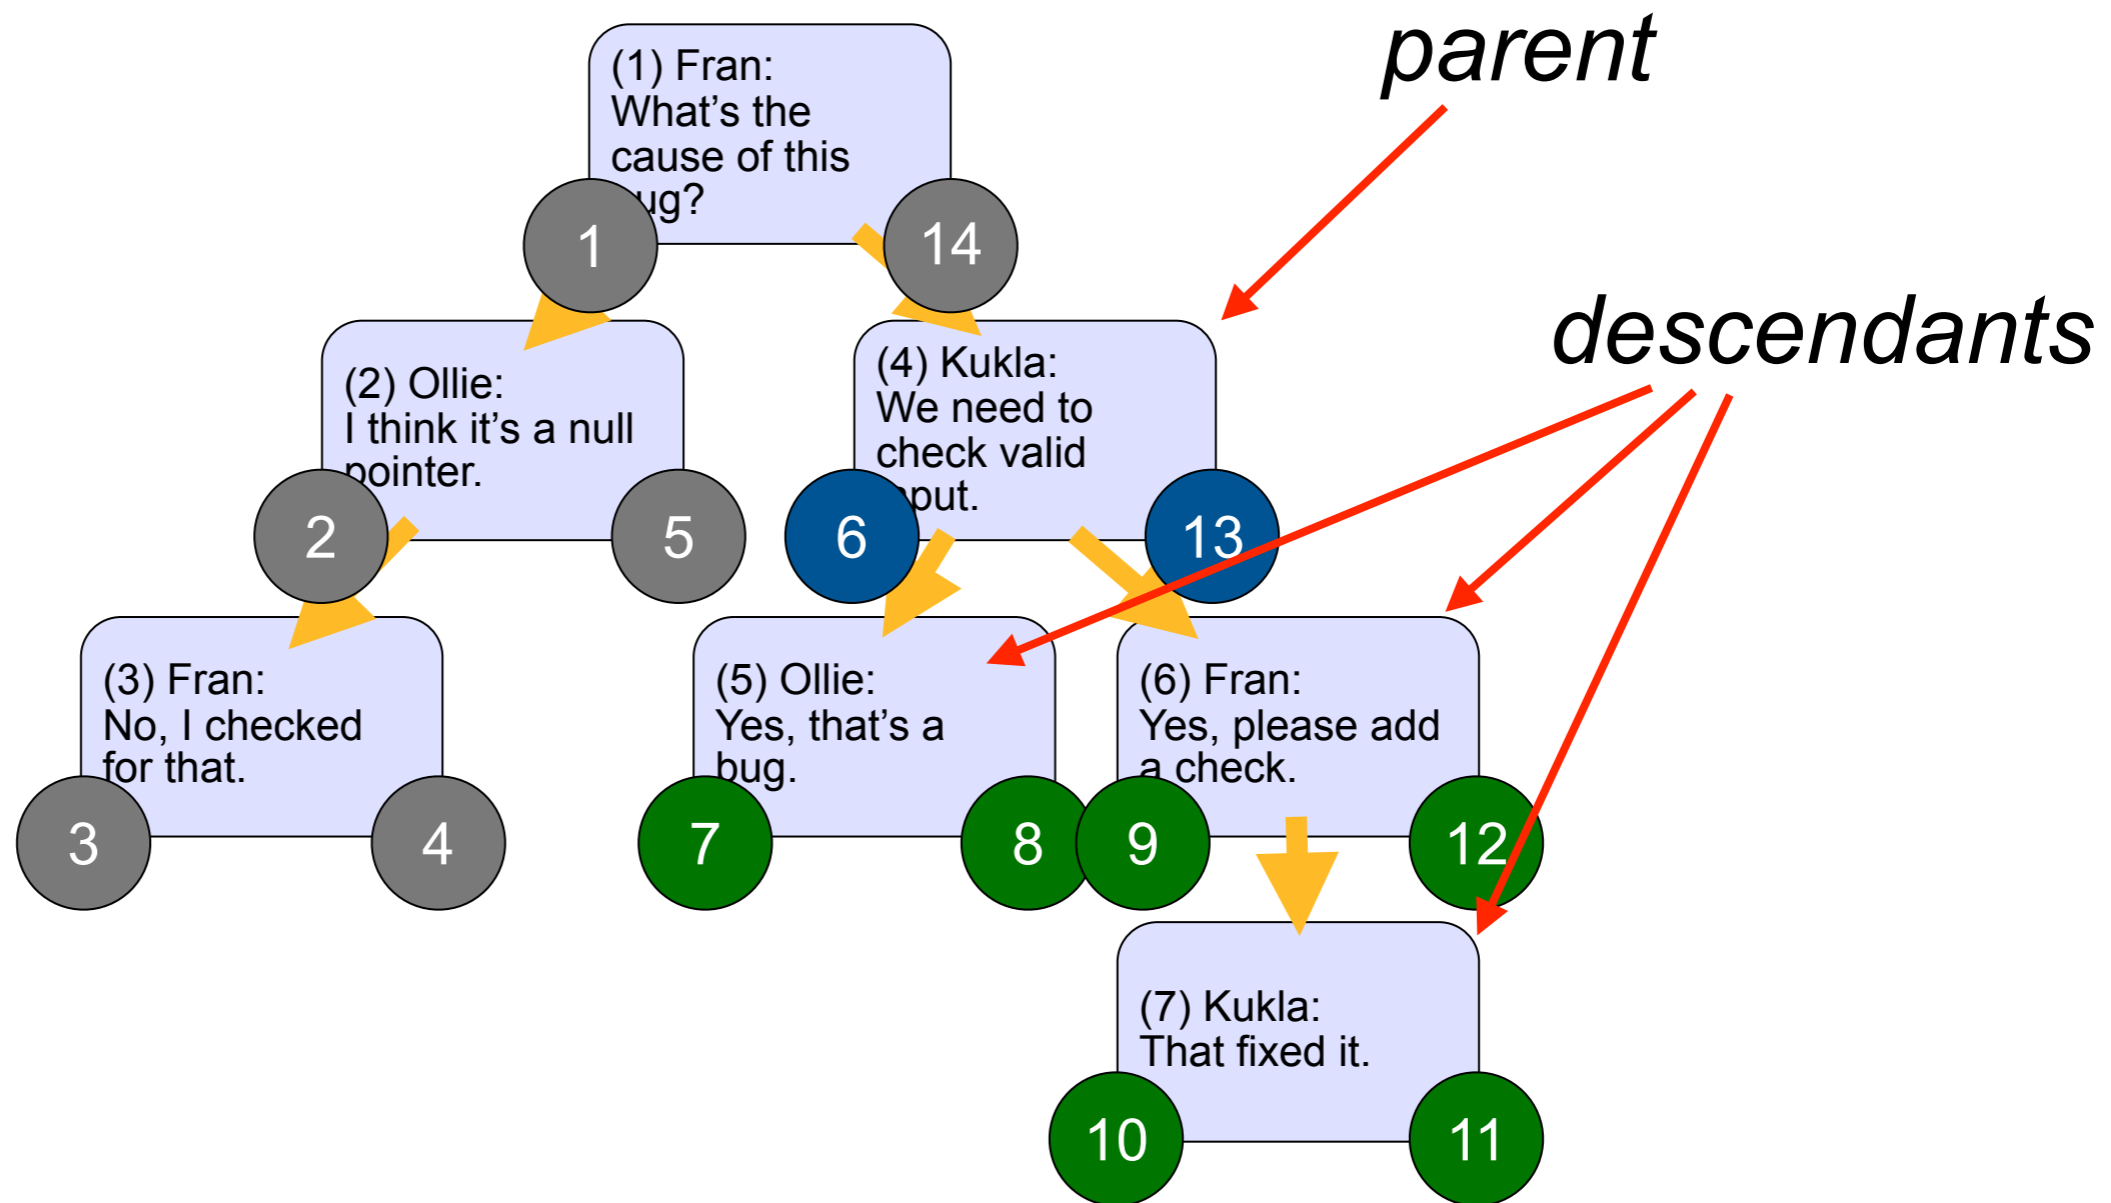 parent
(1) Fran:
What's the
cause of this
ug?
1
14
descendants
(2) Ollie:
I think it's a null
pointer.
2
5
(4) Kukla:
We need to
check valid
put.
6
13
(3) Fran:
No, I checked
for that.
3
4
(5) Ollie:
Yes, that's a
bug.
7
8
(6) Fran:
Yes, please add
a check.
9
12
(7) Kukla:
That fixed it.
10
11